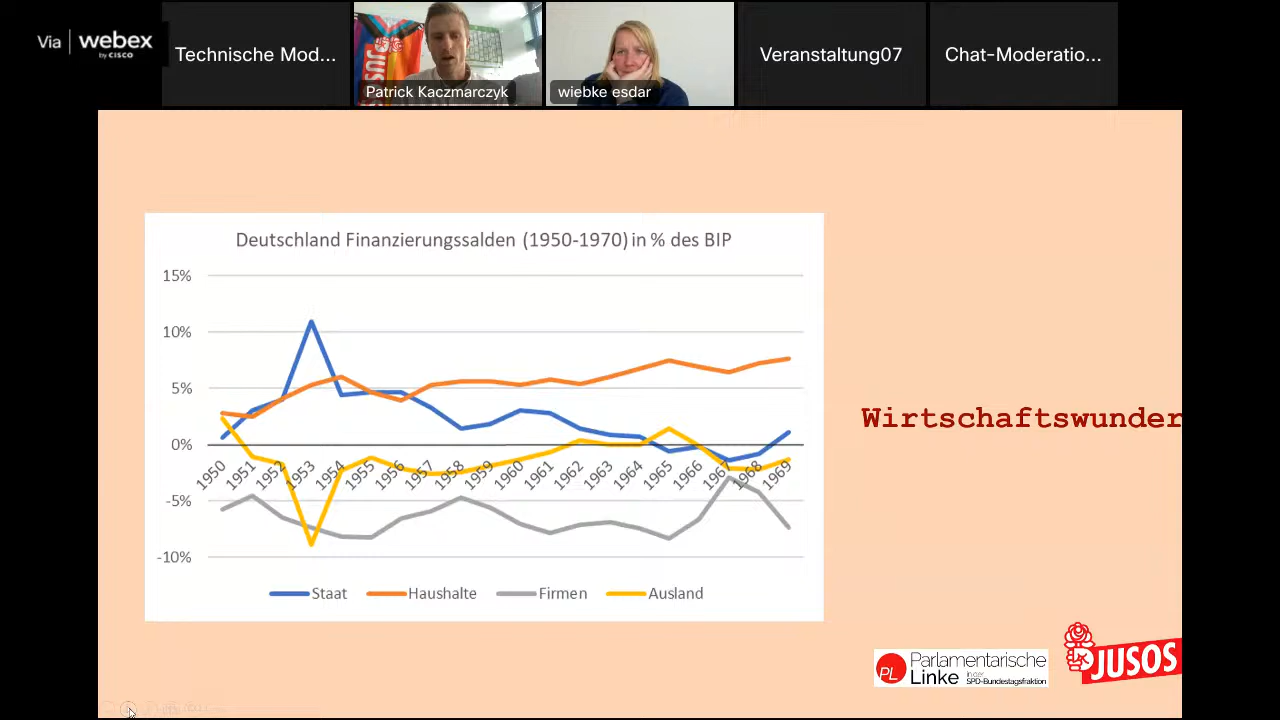 Via webex
by CISCO
Technische Mod...
JUSOS
Patrick Kaczmarczyk
wiebke esdar
Veranstaltung07
Chat-Moderatio...
Deutschland Finanzierungssalden (1950-1970) in % des BIP
15%
10%
5%
0%
-5%
-10%
1950 1951 1952 1953 1954 1955 1956 1957 1958 1959 1960 1961 1962 1963 1964 1965 1966 1967 1968 1969
Staat Haushalte Firmen Ausland
Wirtschaftswunder
PL Parlamentarische
Linke in der
SPD-Bundestagsfraktion
JUSOS